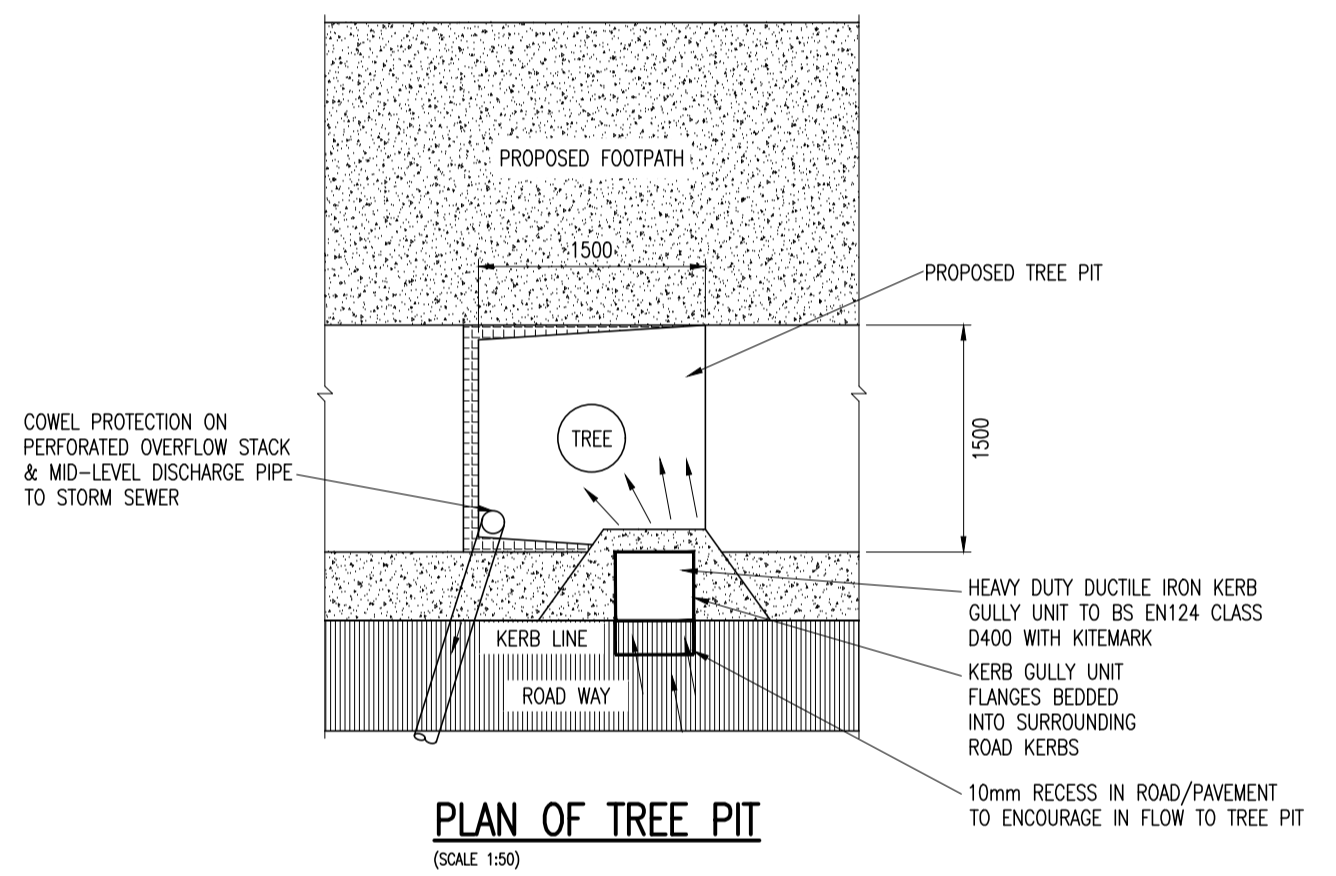 PROPOSED FOOTPATH
1500
PROPOSED TREE PIT
COWEL PROTECTION ON
PERFORATED OVERFLOW STACK
& MID-LEVEL DISCHARGE PIPE
TO STORM SEWER
TREE
1500
HEAVY DUTY DUCTILE IRON KERB
GULLY UNIT TO BS EN124 CLASS
D400 WITH KITEMARK
KERB LINE
ROAD WAY
KERB GULLY UNIT
FLANGES BEDDED
INTO SURROUNDING
ROAD KERBS
10mm RECESS IN ROAD/PAVEMENT
TO ENCOURAGE IN FLOW TO TREE PIT
PLAN OF TREE PIT
(SCALE 1:50)